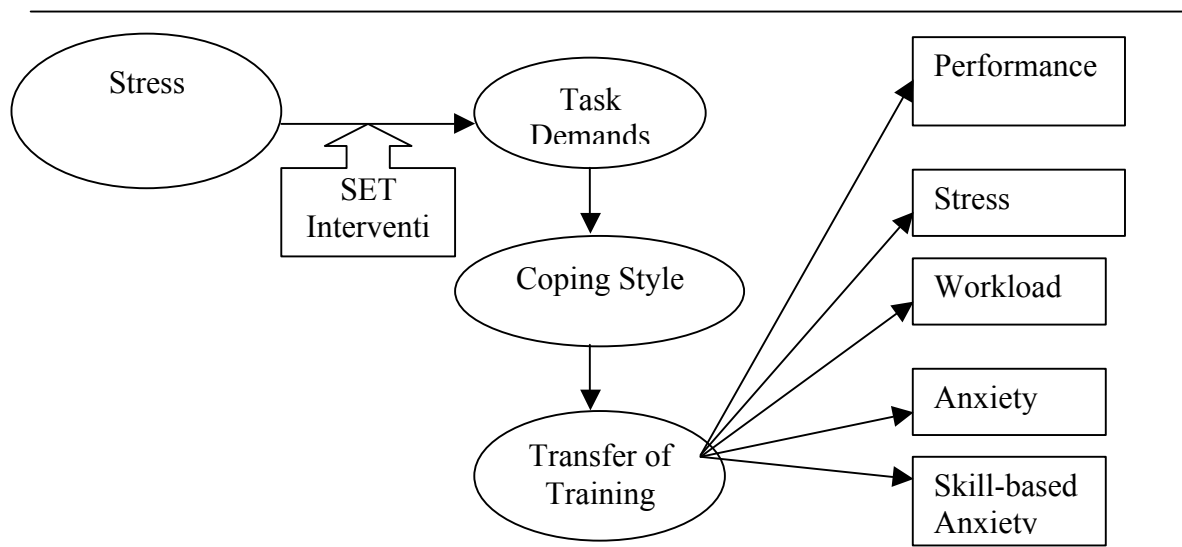 Stress
Task
Demands
SET
Interventi
Coping Style
Transfer of
Training
Performance
Stress
Workload
Anxiety
Skill-based
Anxiety